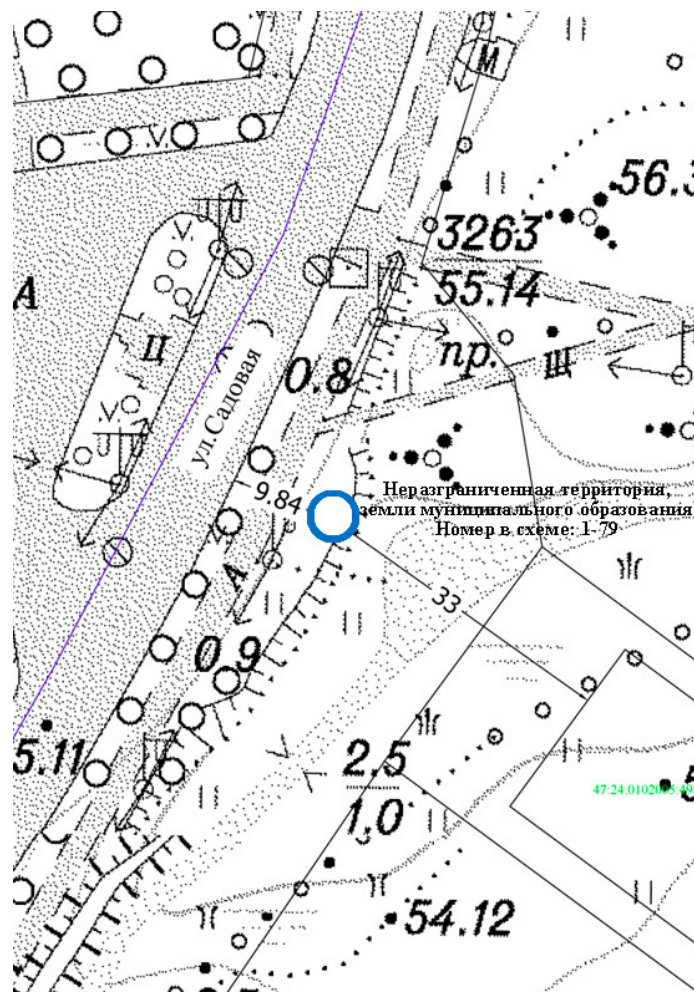 М
56.3
3263
55.14
А
Ц
пр.
Щ
0.8
ул.Садовая
9.84
Неразграниченная территория,
земли муниципального образования
Номер в схеме: 1-79
А
33
0.9
5.11
2.5
1.0
54.12